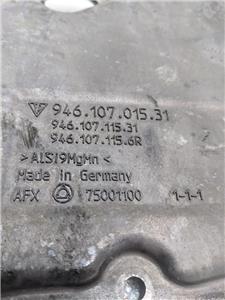 946.107.015.31
946.107.115.31
946.107.115.6R
>AlSi9MgMn<
Made in Germany
AFX 75001100 1-1-1